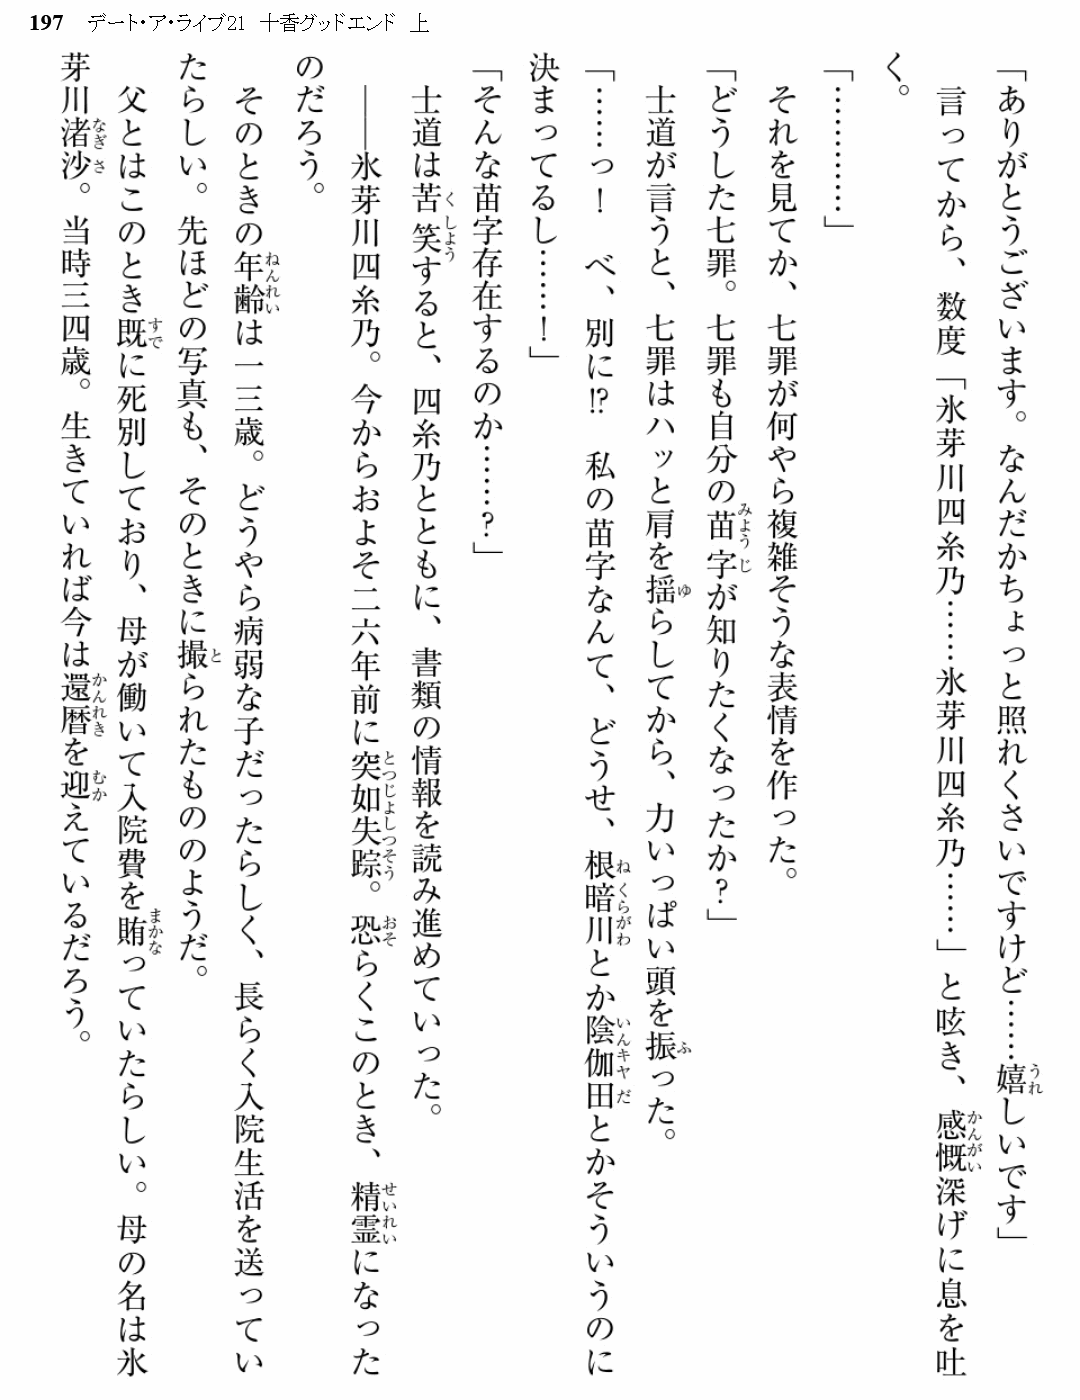 197 デート・ア・ライブ21 十香グッドエンド 上
「ありがとうございます。なんだかちょっと照れくさいですけど……嬉しいです」
言ってから、数度「氷芽川四糸乃……氷芽川四糸乃……」と呟き、感慨深げに息を吐
く。
「…………」
それを見てか、七罪が何やら複雑そうな表情を作った。
「どうした七罪。七罪も自分の苗字が知りたくなったか？」
士道が言うと、七罪はハッと肩を揺らしてから、力いっぱい頭を振った。
「……っ！　べ、別に!?　私の苗字なんて、どうせ、根暗川とか陰伽田とかそういうのに
決まってるし……！」
「そんな苗字存在するのか……？」
士道は苦笑すると、四糸乃とともに、書類の情報を読み進めていった。
――氷芽川四糸乃。今からおよそ二六年前に突如失踪。恐らくこのとき、精霊になった
のだろう。
そのときの年齢は一三歳。どうやら病弱な子だったらしく、長らく入院生活を送ってい
たらしい。先ほどの写真も、そのときに撮られたもののようだ。
父とはこのとき既に死別しており、母が働いて入院費を賄っていたらしい。母の名は氷
芽川渚沙。当時三四歳。生きていれば今は還暦を迎えているだろう。